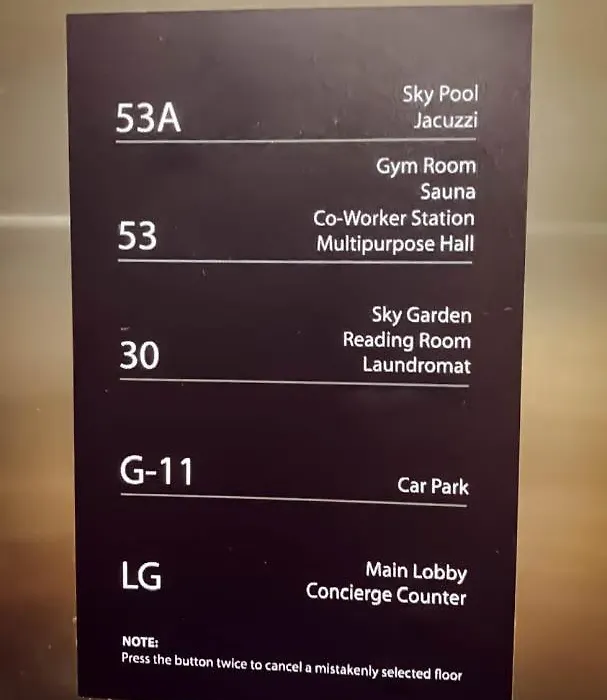 53A
Sky Pool
Jacuzzi
53
Gym Room
Sauna
Co-Worker Station
Multipurpose Hall
30
Sky Garden
Reading Room
Laundromat
G-11
Car Park
LG
Main Lobby
Concierge Counter
NOTE:
Press the button twice to cancel a mistakenly selected floor